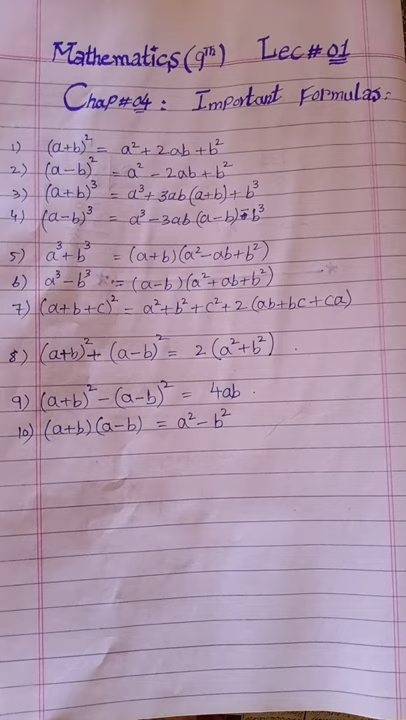 Mathematics (9th) Lec # 01
Chap # 04 : Important Formulas:
1) (a+b)² = a² + 2ab + b²
2) (a-b)² = a² - 2ab + b²
3) (a+b)³ = a³ + 3ab (a+b) + b³
4) (a-b)³ = a³ - 3ab (a-b) - b³
5) a³ + b³ = (a+b) (a² - ab + b²)
6) a³ - b³ = (a-b) (a² + ab + b²)
7) (a+b+c)² = a² + b² + c² + 2 (ab + bc + ca)
8) (a+b)² + (a-b)² = 2 (a² + b²) .
9) (a+b)² - (a-b)² = 4ab .
10) (a+b) (a-b) = a² - b²